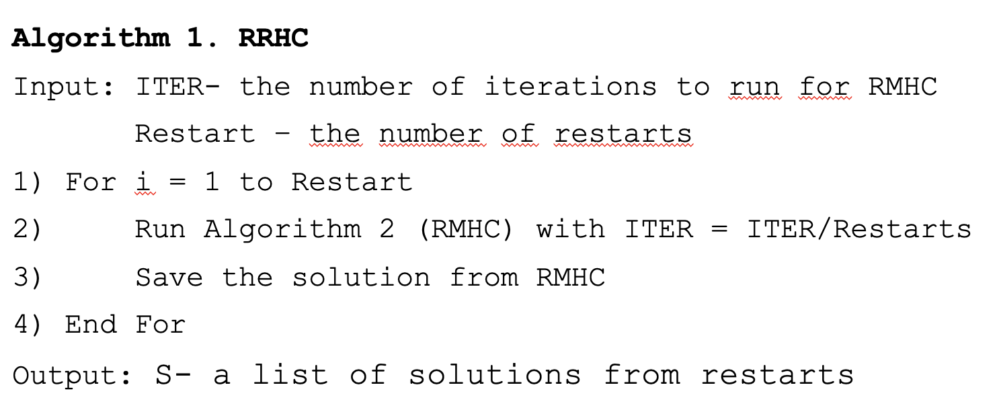 Algorithm 1. RRHC
Input: ITER- the number of iterations to run for RMHC
Restart – the number of restarts
1) For i = 1 to Restart
2) Run Algorithm 2 (RMHC) with ITER = ITER/Restarts
3) Save the solution from RMHC
4) End For
Output: S- a list of solutions from restarts